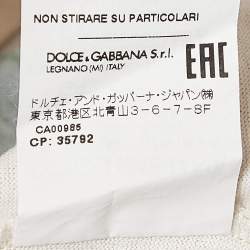 NON STIRARE SU PARTICOLARI
DOLCE & GABBANA S.r.l.
LEGNANO (MI) ITALY
EAC
ドルチェ・アンド・ガッバーナ・ジャパン㈱
東京都港区北青山3-6-7-8F
CA00985
CP: 35792